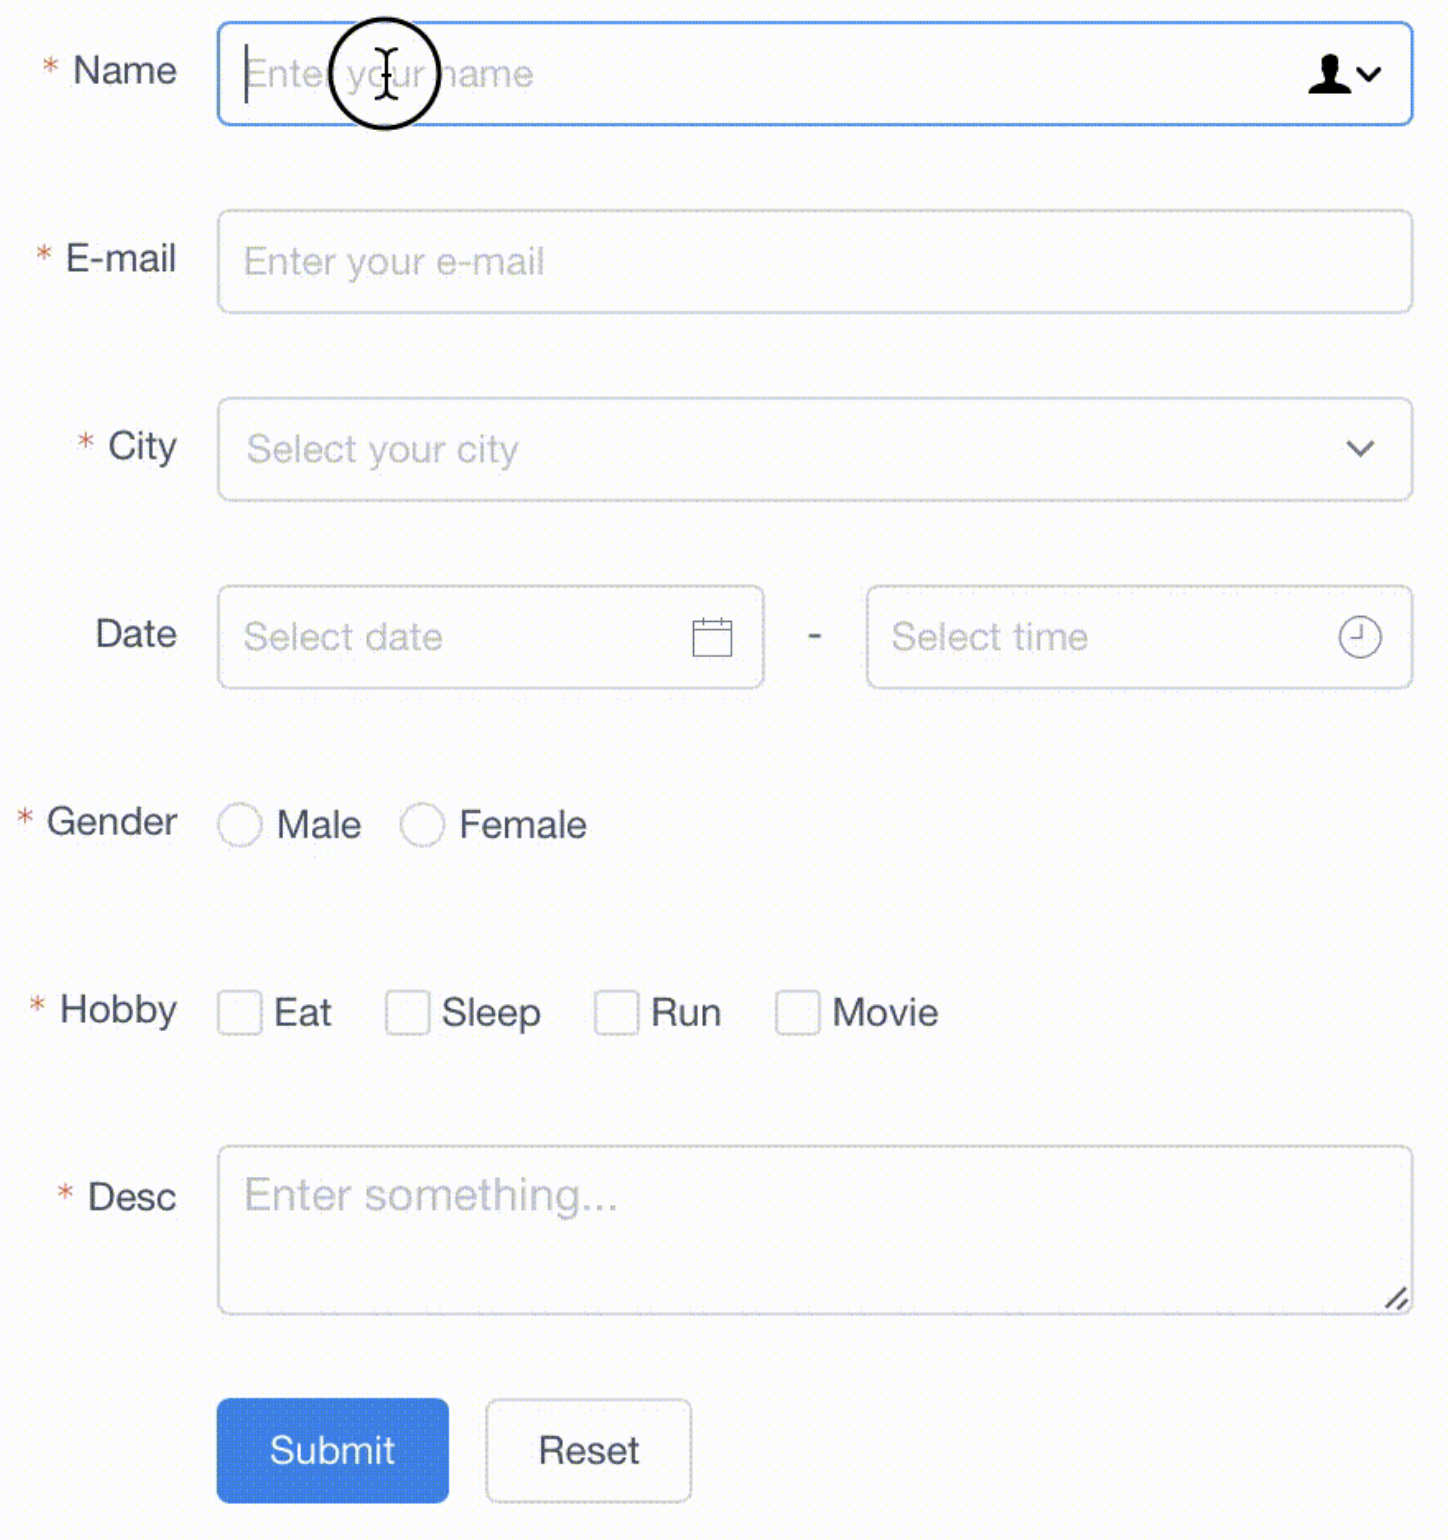 * Name Enter your name
* E-mail Enter your e-mail
* City Select your city
Date Select date - Select time
* Gender Male Female
* Hobby Eat Sleep Run Movie
* Desc Enter something...
Submit Reset